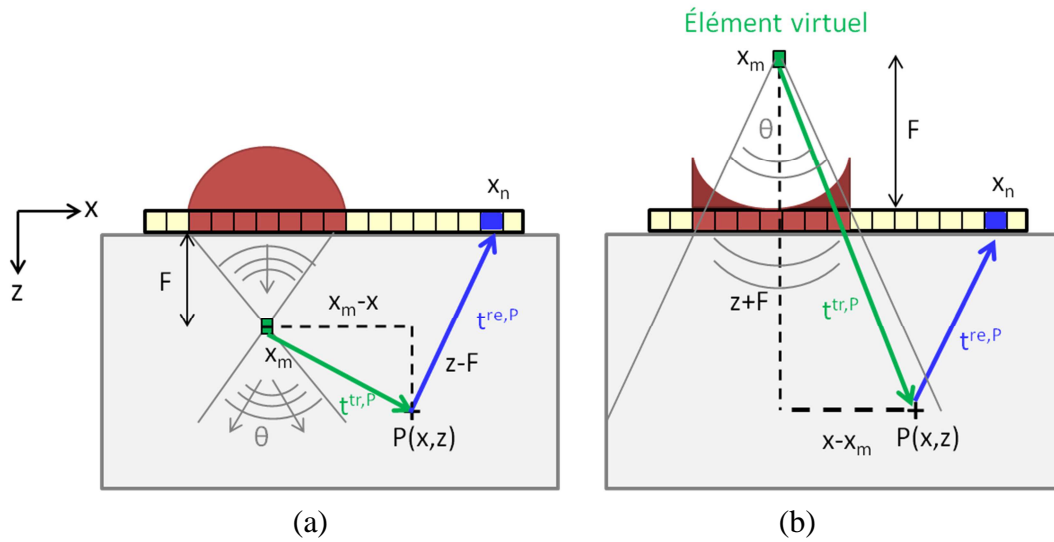 Élément virtuel
x_m
θ
F
x_n
x_n
x
z
F
x_m-x
t^{re,P}
z-F
x_m
t^{tr,P}
θ
P(x,z)
z+F
t^{tr,P}
t^{re,P}
x-x_m
P(x,z)
(a)
(b)